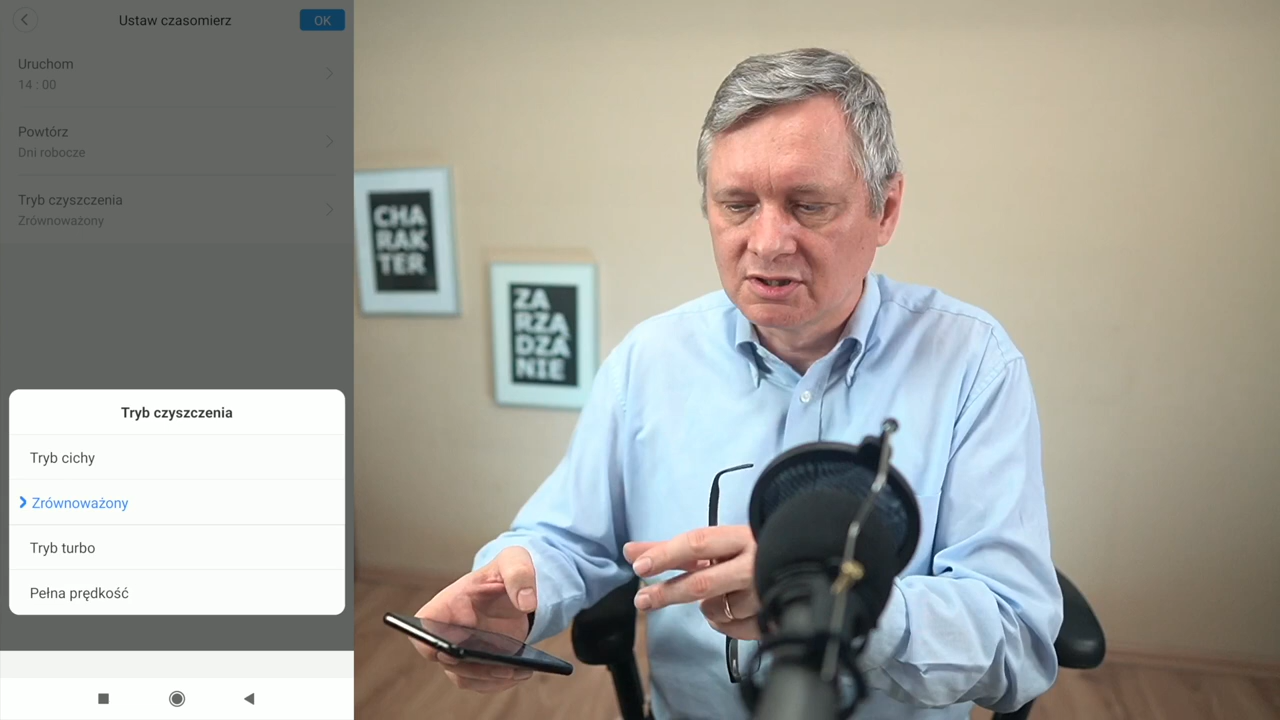 Ustaw czasomierz
OK
Uruchom
14 : 00
Powtórz
Dni robocze
Tryb czyszczenia
Zrównoważony
Tryb czyszczenia
Tryb cichy
Zrównoważony
Tryb turbo
Pełna prędkość
CHA
RAK
TER
ZA
RZĄ
DZA
NIE